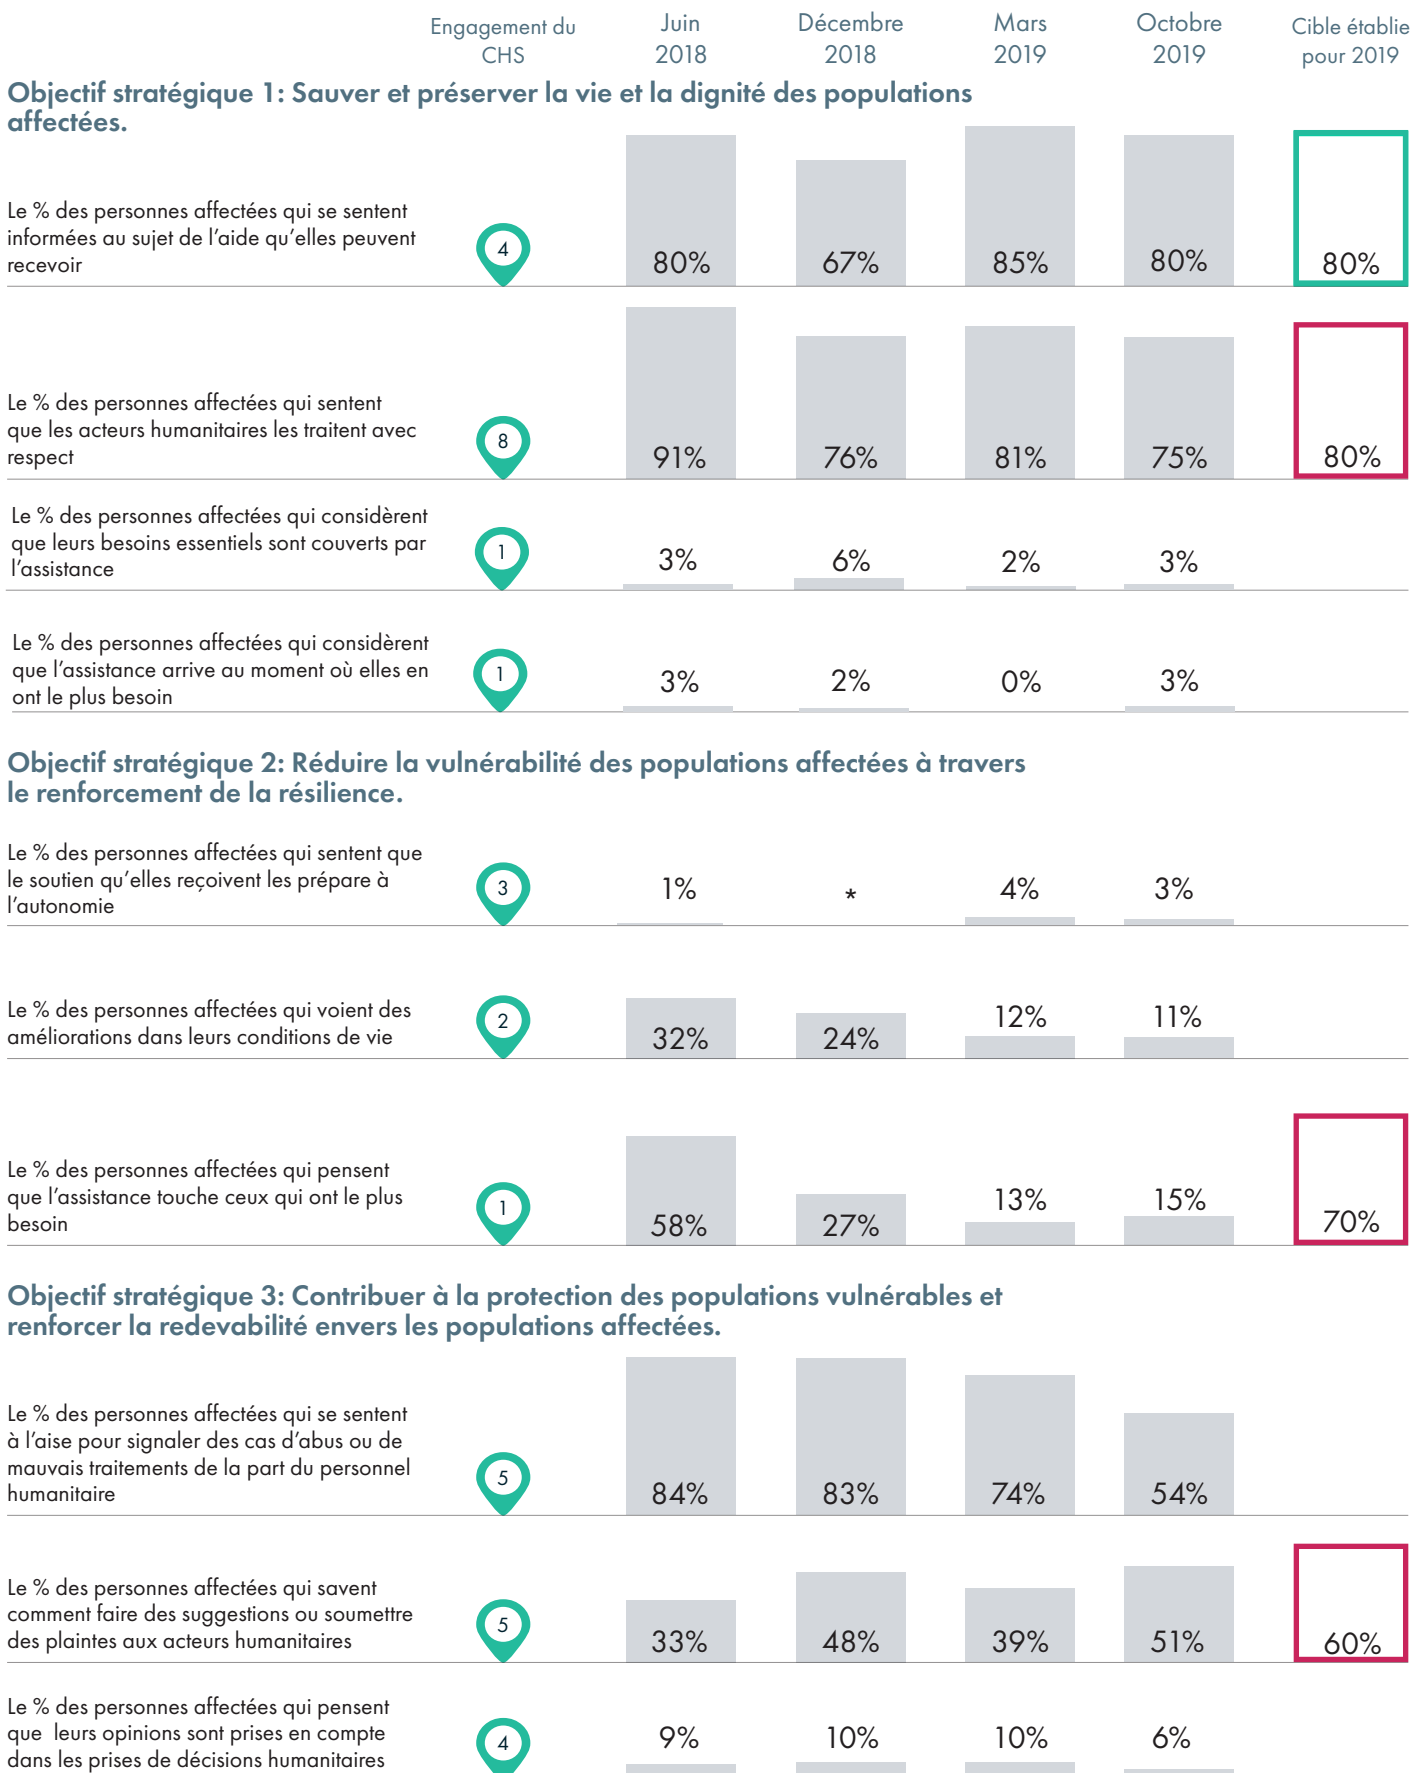 Engagement du
CHS
Juin
2018
Décembre
2018
Mars
2019
Octobre
2019
Cible établie
pour 2019
Objectif stratégique 1: Sauver et préserver la vie et la dignité des populations
affectées.
Le % des personnes affectées qui se sentent
informées au sujet de l'aide qu'elles peuvent
recevoir
4
80%
67%
85%
80%
80%
Le % des personnes affectées qui sentent
que les acteurs humanitaires les traitent avec
respect
8
91%
76%
81%
75%
80%
Le % des personnes affectées qui considèrent
que leurs besoins essentiels sont couverts par
l'assistance
1
3%
6%
2%
3%
Le % des personnes affectées qui considèrent
que l'assistance arrive au moment où elles en
ont le plus besoin
1
3%
2%
0%
3%
Objectif stratégique 2: Réduire la vulnérabilité des populations affectées à travers
le renforcement de la résilience.
Le % des personnes affectées qui sentent que
le soutien qu'elles reçoivent les prépare à
l'autonomie
3
1%
*
4%
3%
Le % des personnes affectées qui voient des
améliorations dans leurs conditions de vie
2
32%
24%
12%
11%
Le % des personnes affectées qui pensent
que l'assistance touche ceux qui ont le plus
besoin
1
58%
27%
13%
15%
70%
Objectif stratégique 3: Contribuer à la protection des populations vulnérables et
renforcer la redevabilité envers les populations affectées.
Le % des personnes affectées qui se sentent
à l'aise pour signaler des cas d'abus ou de
mauvais traitements de la part du personnel
humanitaire
5
84%
83%
74%
54%
Le % des personnes affectées qui savent
comment faire des suggestions ou soumettre
des plaintes aux acteurs humanitaires
5
33%
48%
39%
51%
60%
Le % des personnes affectées qui pensent
que  leurs opinions sont prises en compte
dans les prises de décisions humanitaires
4
9%
10%
10%
6%